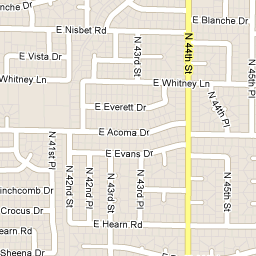 E Blanche Dr
E Nisbet Rd
N 43rd St
N 44th St
E Vista Dr
N 45th Pl
Whitney Ln
E Whitney Ln
N 44th Pl
E Everett Dr
E Acoma Dr
N 41st Pl
E Evans Dr
N 42nd St
N 42nd Pl
N 43rd St
N 43rd Pl
N 45th St
inchcomb Dr
Crocus Dr
E Hearn Rd
E Hearn Rd
Sheena Dr